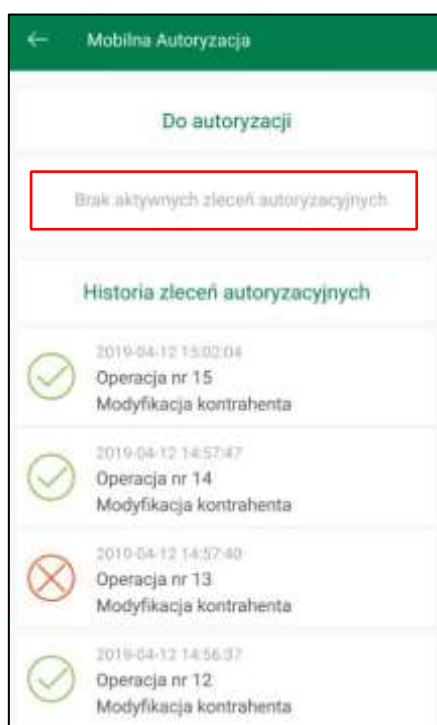 Mobilna Autoryzacja
Do autoryzacji
Brak aktywnych zleceń autoryzacyjnych
Historia zleceń autoryzacyjnych
2019-04-12 15:02:04
Operacja nr 15
Modyfikacja kontrahenta
2019-04-12 14:57:47
Operacja nr 14
Modyfikacja kontrahenta
2019-04-12 14:57:40
Operacja nr 13
Modyfikacja kontrahenta
2019-04-12 14:56:37
Operacja nr 12
Modyfikacja kontrahenta